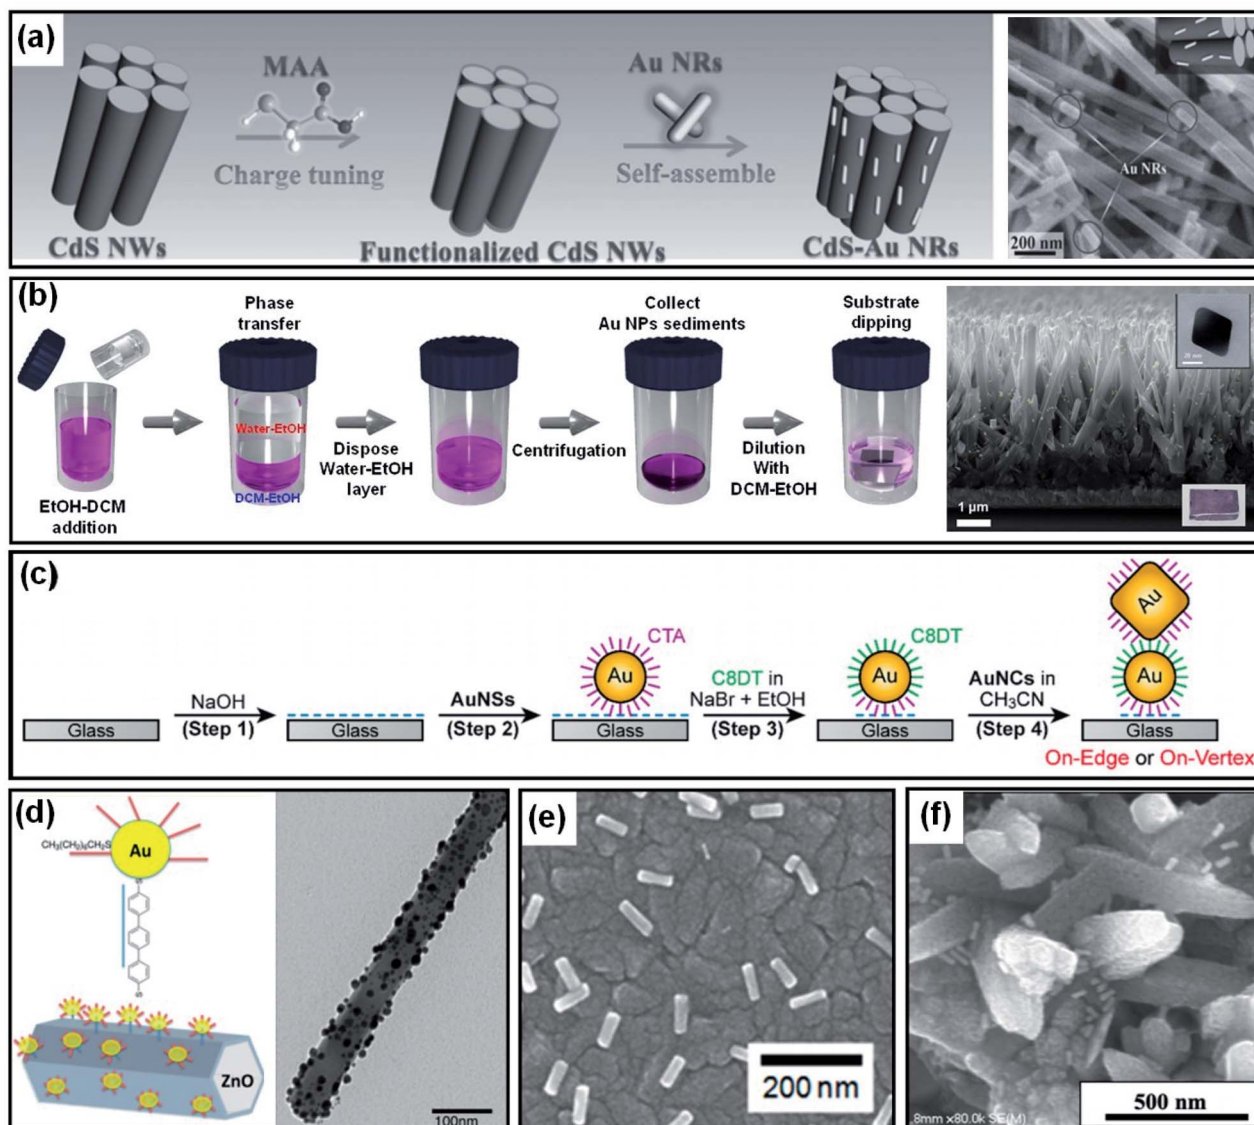 (a)
MAA
Charge tuning
Au NRs
Self-assemble
CdS NWs
Functionalized CdS NWs
CdS-Au NRs
Au NRs
200 nm
(b)
Phase
transfer
Collect
Au NPs sediments
Substrate
dipping
Water-EtOH
DCM-EtOH
Dispose
Water-EtOH
layer
Centrifugation
Dilution
With
DCM-EtOH
EtOH-DCM
addition
1 µm
(c)
Glass
NaOH
(Step 1)
Glass
AuNSs
(Step 2)
CTA
Au
Glass
C8DT in
NaBr + EtOH
(Step 3)
C8DT
Au
Glass
AuNCs in
CH3CN
(Step 4)
Au
Au
Glass
On-Edge or On-Vertex
(d)
Au
S
S
ZnO
100nm
(e)
200 nm
(f)
8mm x80.0k SE(M)
500 nm